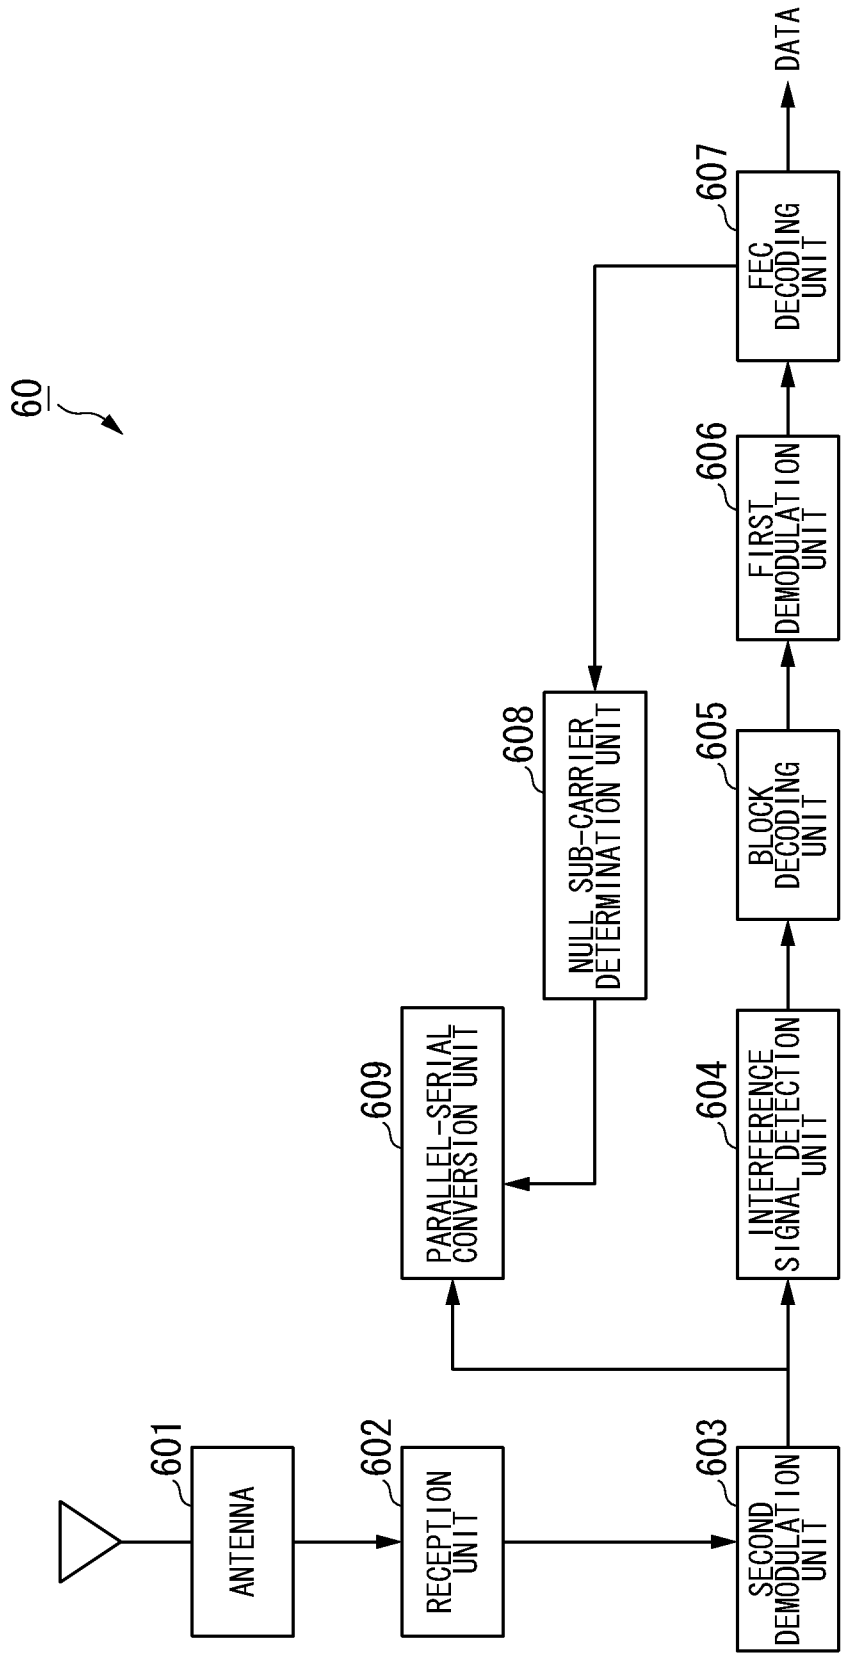 60
601
ANTENNA
602
RECEPTION
UNIT
603
SECOND
DEMODULATION
UNIT
609
PARALLEL-SERIAL
CONVERSION UNIT
604
INTERFERENCE
SIGNAL DETECTION
UNIT
608
NULL SUB-CARRIER
DETERMINATION UNIT
605
BLOCK
DECODING
UNIT
606
FIRST
DEMODULATION
UNIT
607
FEC
DECODING
UNIT
DATA